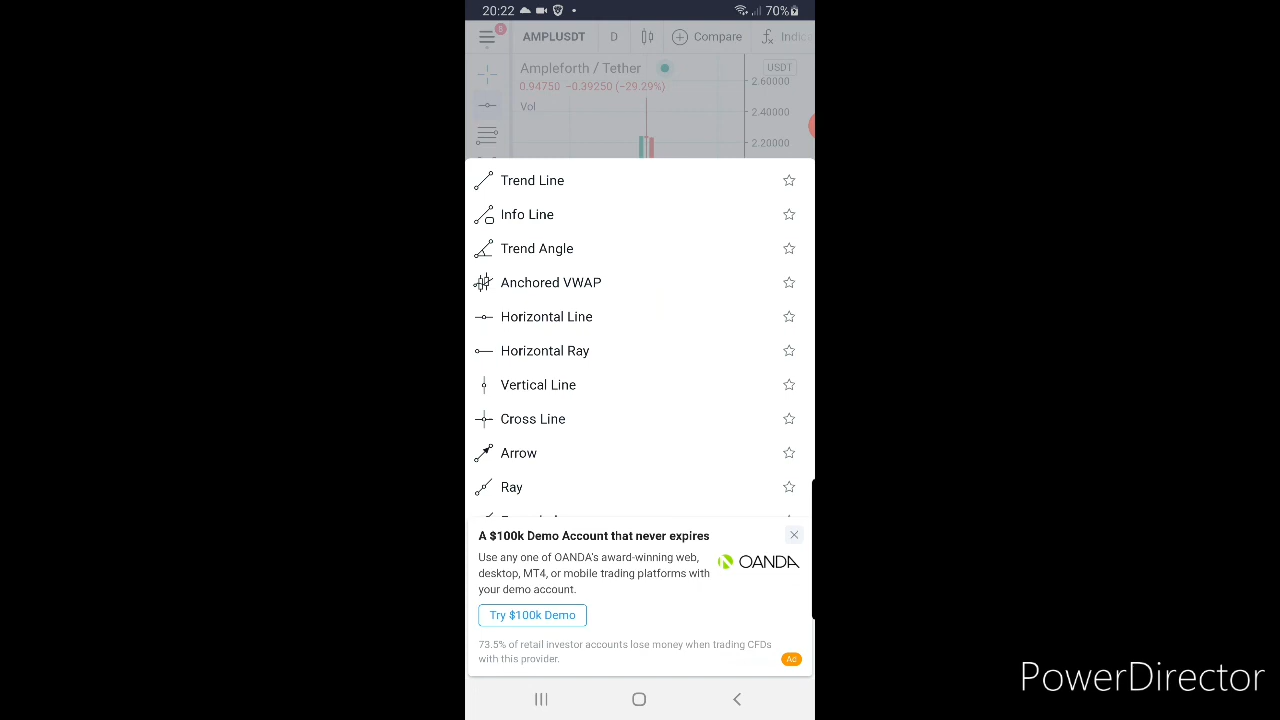 20:22
70%
8
AMPLUSDT
D
Compare
Indic
Ampleforth / Tether
USDT
0.94750 −0.39250 (−29.29%)
2.60000
Vol
2.40000
2.20000
Trend Line
Info Line
Trend Angle
Anchored VWAP
Horizontal Line
Horizontal Ray
Vertical Line
Cross Line
Arrow
Ray
A $100k Demo Account that never expires
Use any one of OANDA's award-winning web,
desktop, MT4, or mobile trading platforms with
your demo account.
OANDA
Try $100k Demo
73.5% of retail investor accounts lose money when trading CFDs
with this provider.
Ad
PowerDirector